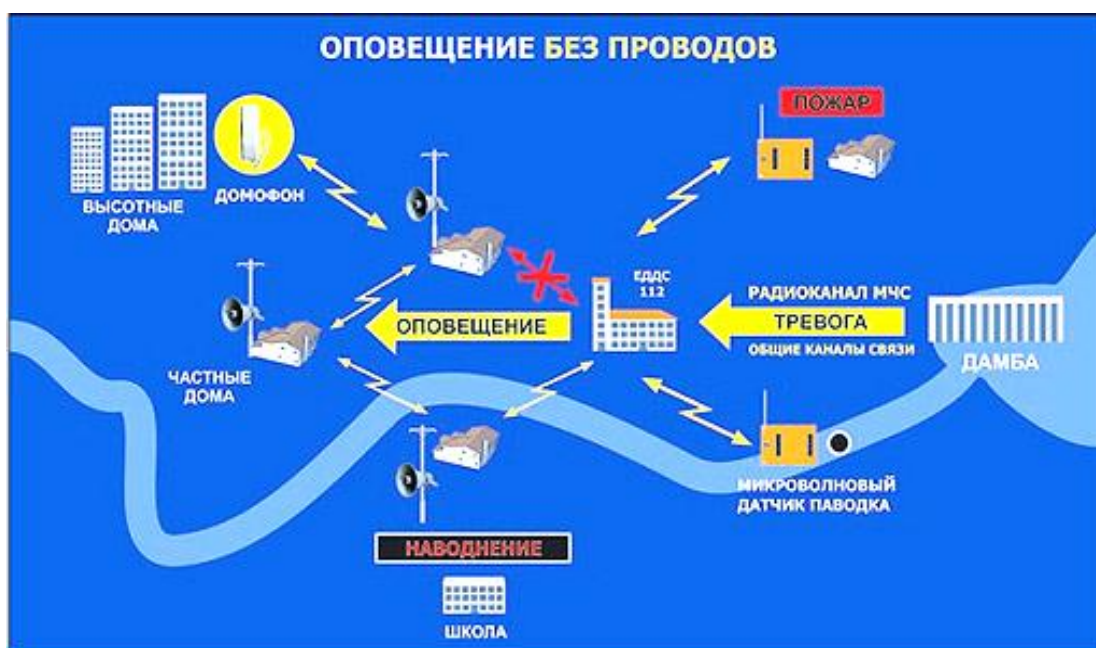 ОПОВЕЩЕНИЕ БЕЗ ПРОВОДОВ
ПОЖАР
ДОМОФОН
ВЫСОТНЫЕ
ДОМА
ЕДДС
112
РАДИОКАНАЛ МЧС
ОПОВЕЩЕНИЕ
ТРЕВОГА
ОБЩИЕ КАНАЛЫ СВЯЗИ
ДАМБА
ЧАСТНЫЕ
ДОМА
МИКРОВОЛНОВЫЙ
ДАТЧИК ПАВОДКА
НАВОДНЕНИЕ
ШКОЛА